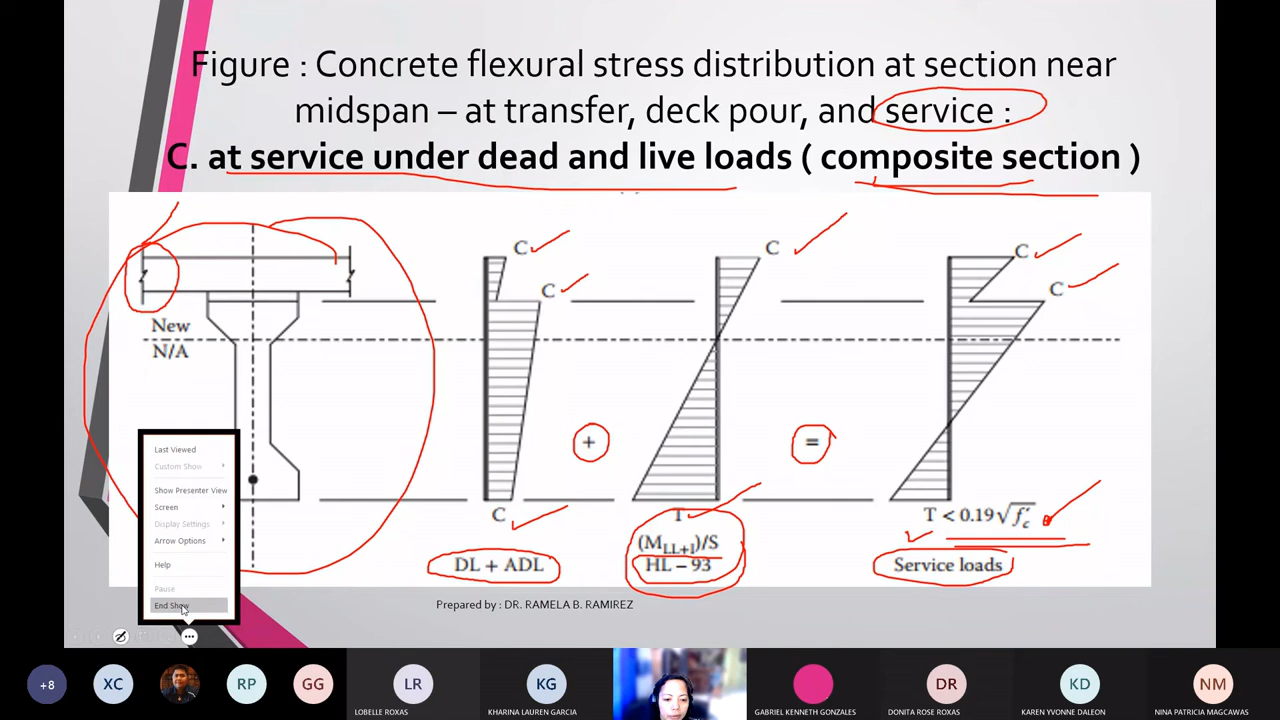 Figure : Concrete flexural stress distribution at section near
midspan – at transfer, deck pour, and service :
C. at service under dead and live loads ( composite section )
C
C
C
C
C
New
N/A
+
=
C
T
T < 0.19√f'c
(MLL+I)/S
DL + ADL
HL – 93
Service loads
Prepared by : DR. RAMELA B. RAMIREZ
Last Viewed
Custom Show
Show Presenter View
Screen
Display Settings
Arrow Options
Help
Pause
End Show
+8
XC
RP
GG
LR
KG
DR
KD
NM
LOBELLE ROXAS
KHARINA LAUREN GARCIA
GABRIEL KENNETH GONZALES
DONITA ROSE ROXAS
KAREN YVONNE DALEON
NINA PATRICIA MAGCAWAS